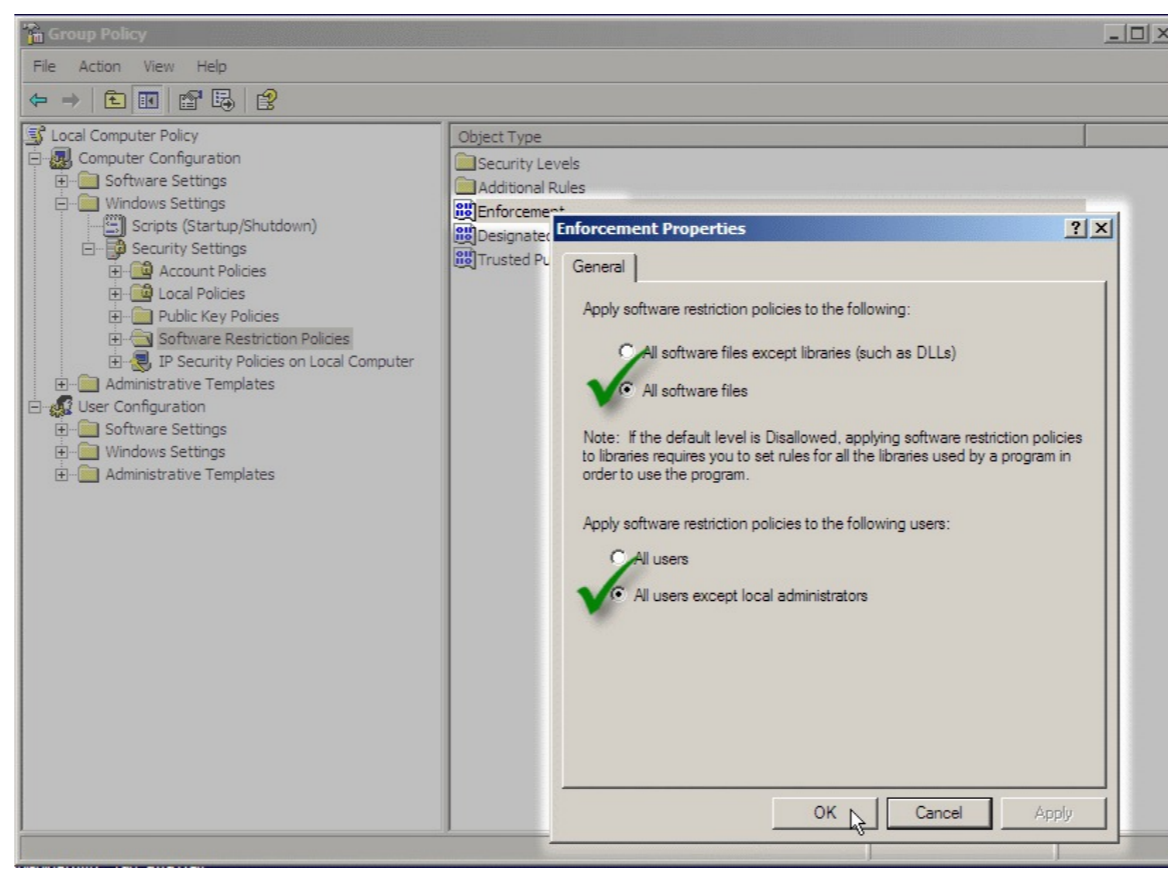 Group Policy
File Action View Help
Local Computer Policy
Computer Configuration
Software Settings
Windows Settings
Scripts (Startup/Shutdown)
Security Settings
Account Policies
Local Policies
Public Key Policies
Software Restriction Policies
IP Security Policies on Local Computer
Administrative Templates
User Configuration
Software Settings
Windows Settings
Administrative Templates
Object Type
Security Levels
Additional Rules
Enforcement
Designated
Trusted Pu
Enforcement Properties
General
Apply software restriction policies to the following:
All software files except libraries (such as DLLs)
All software files
Note: If the default level is Disallowed, applying software restriction policies
to libraries requires you to set rules for all the libraries used by a program in
order to use the program.
Apply software restriction policies to the following users:
All users
All users except local administrators
OK Cancel Apply